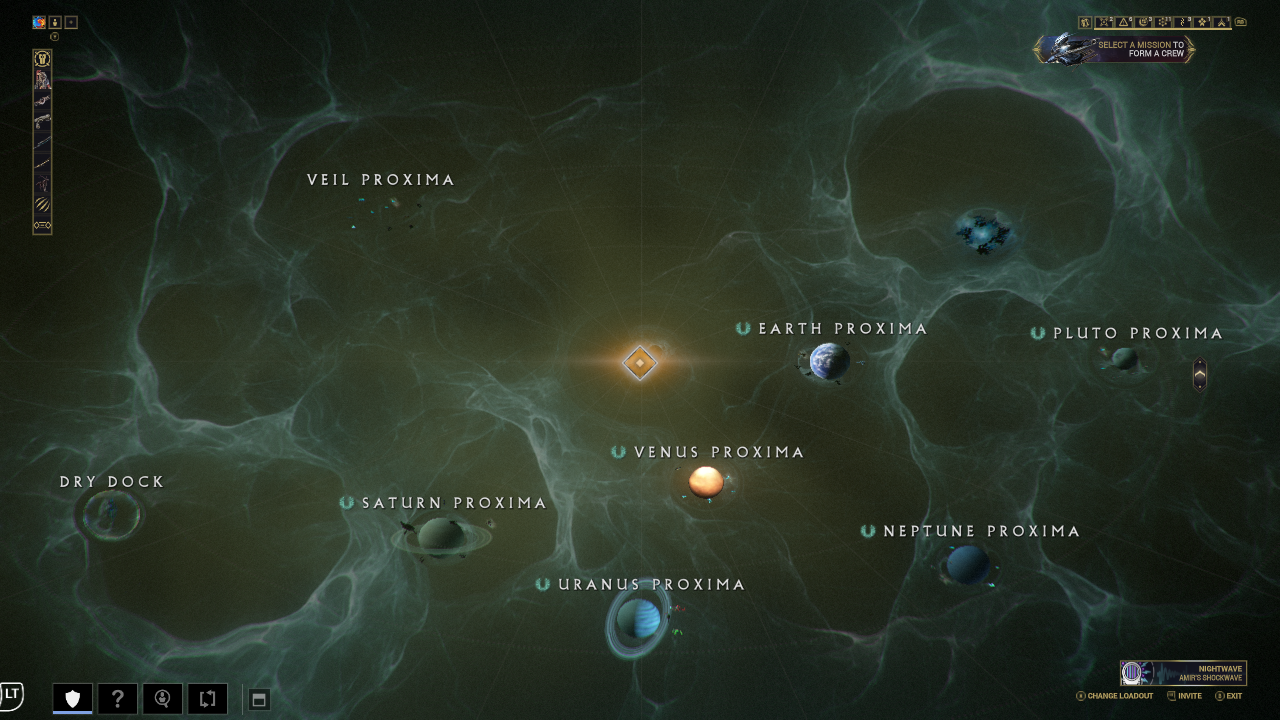 SELECT A MISSION TO
FORM A CREW
VEIL PROXIMA
EARTH PROXIMA
PLUTO PROXIMA
VENUS PROXIMA
DRY DOCK
SATURN PROXIMA
NEPTUNE PROXIMA
URANUS PROXIMA
NIGHTWAVE
AMIR'S SHOCKWAVE
LT
?
CHANGE LOADOUT INVITE EXIT